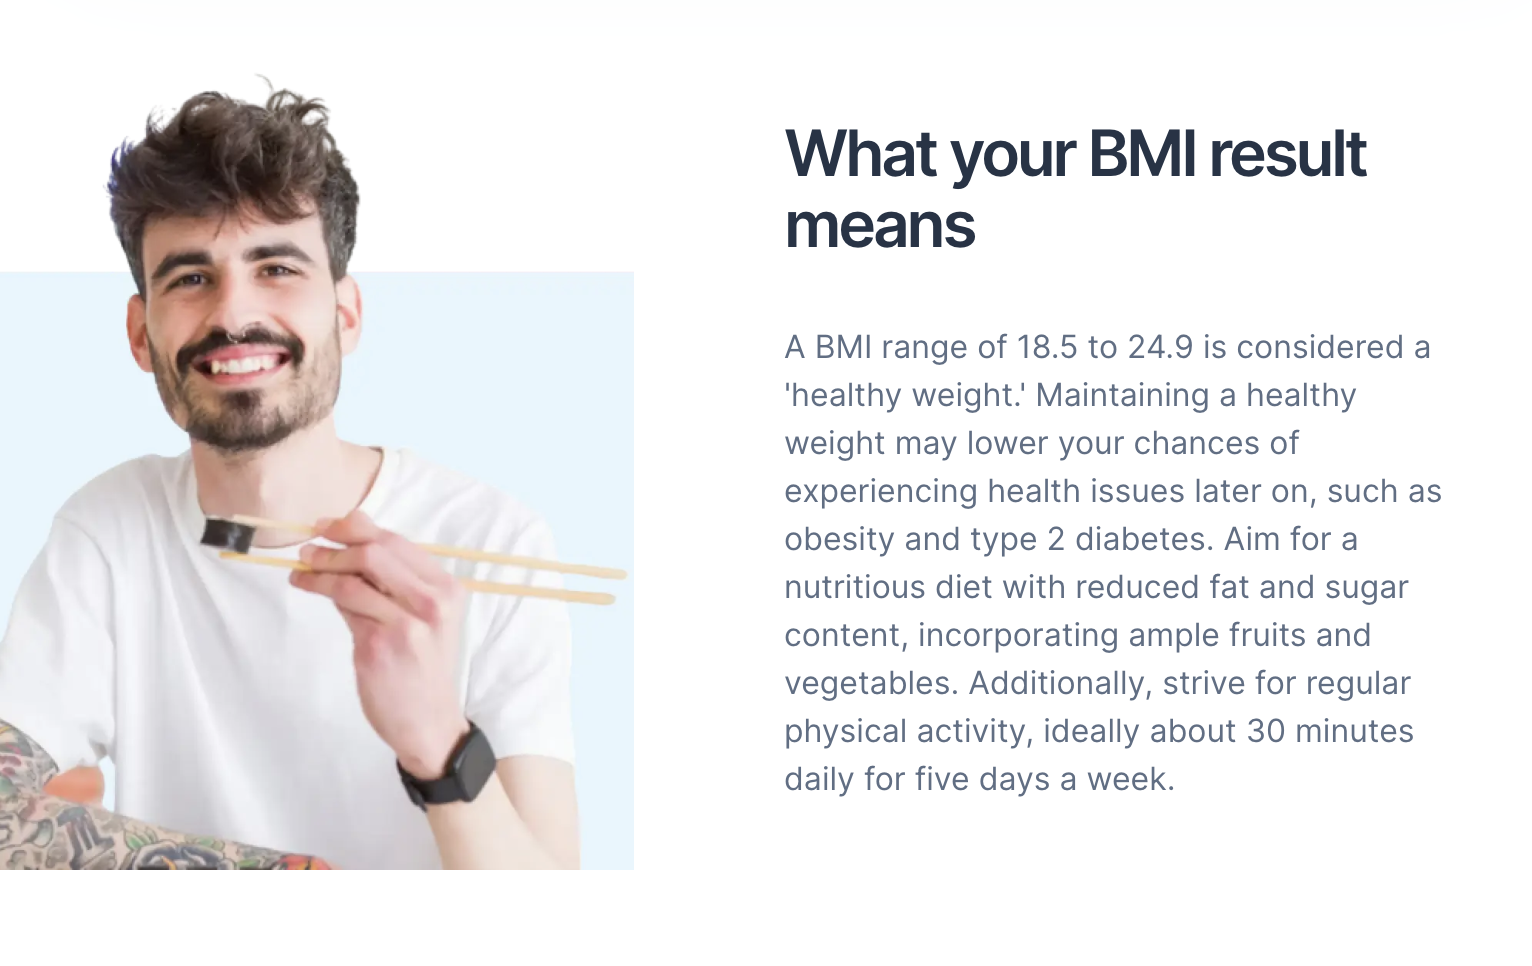 What your BMI result
means
A BMI range of 18.5 to 24.9 is considered a
'healthy weight.' Maintaining a healthy
weight may lower your chances of
experiencing health issues later on, such as
obesity and type 2 diabetes. Aim for a
nutritious diet with reduced fat and sugar
content, incorporating ample fruits and
vegetables. Additionally, strive for regular
physical activity, ideally about 30 minutes
daily for five days a week.